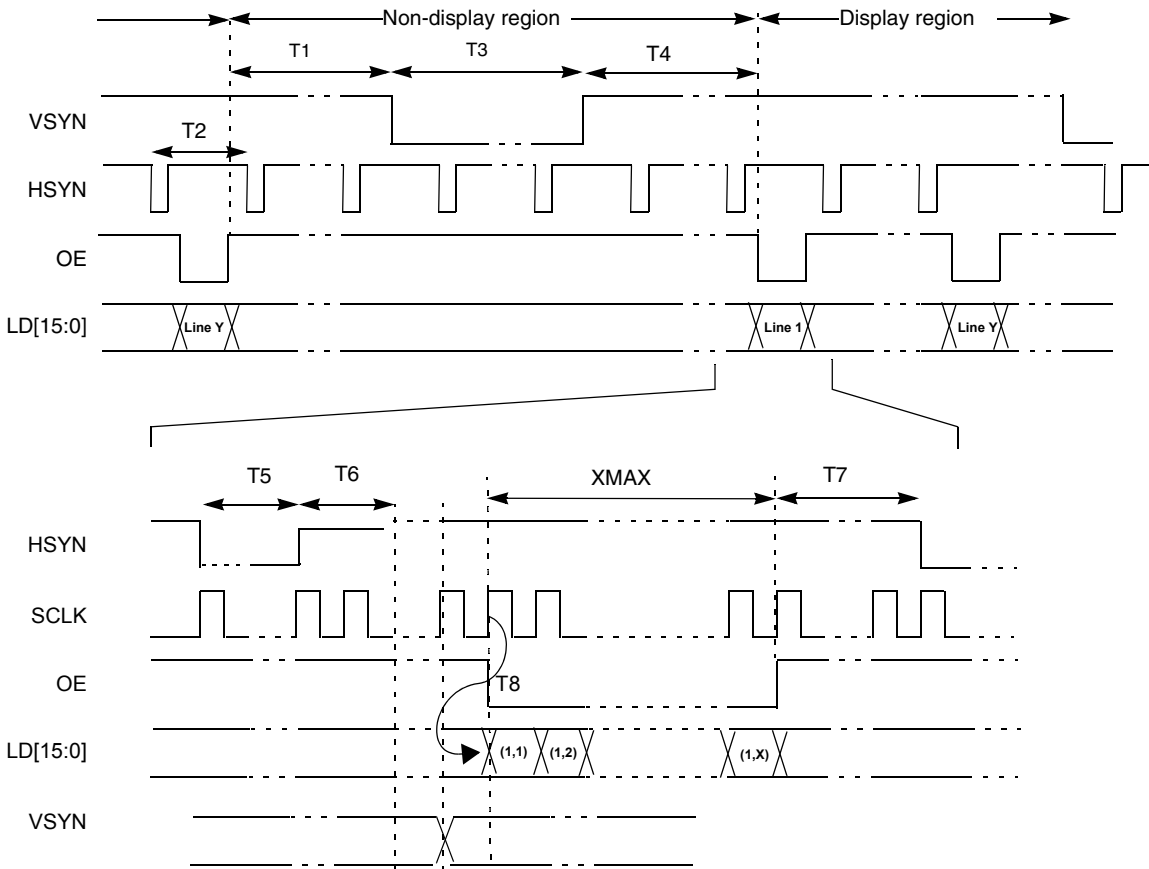 Non-display region
Display region
T1
T3
T4
VSYN
T2
HSYN
OE
LD[15:0]
Line Y
Line 1
Line Y
T5
T6
XMAX
T7
HSYN
SCLK
OE
T8
LD[15:0]
(1,1)
(1,2)
(1,X)
VSYN